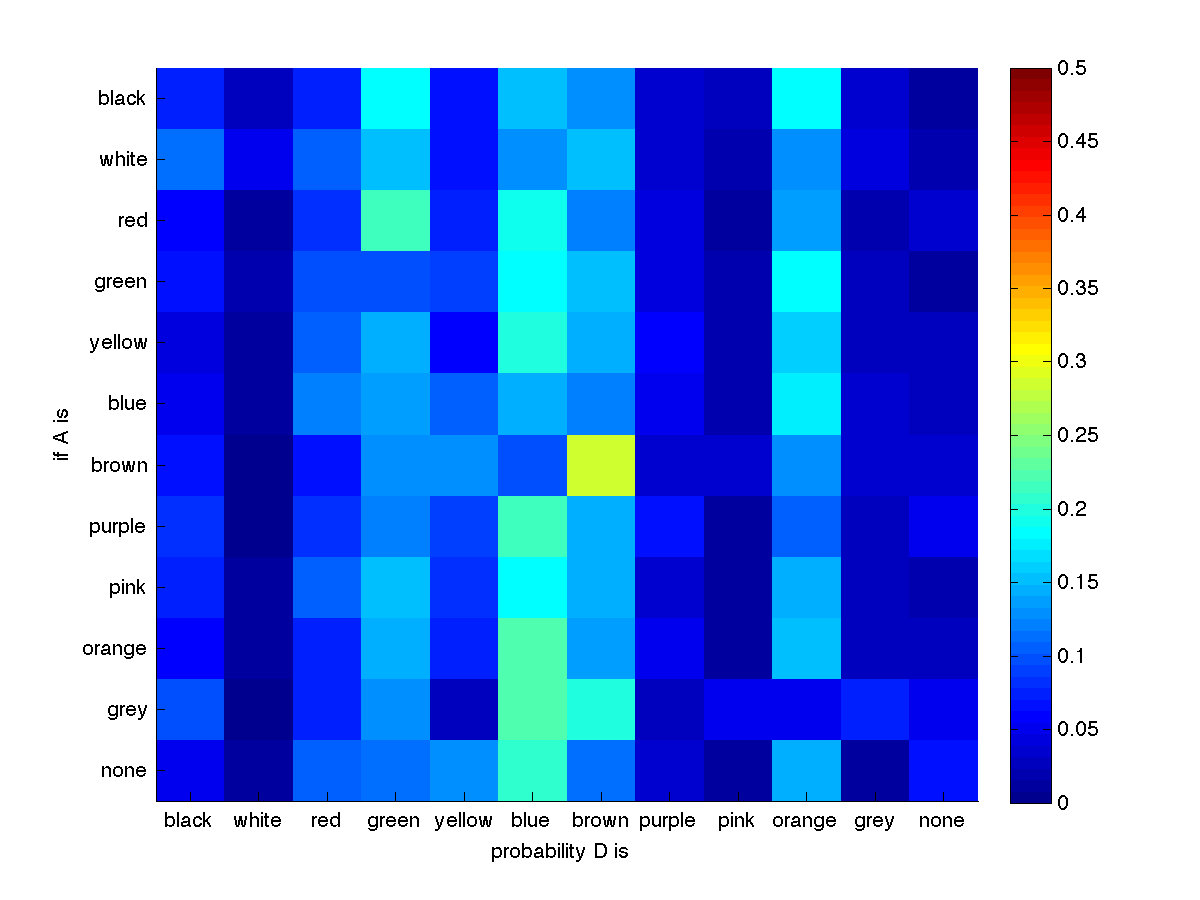 black
white
red
green
yellow
blue
brown
purple
pink
orange
grey
none
if A is
black white red green yellow blue brown purple pink orange grey none
probability D is
0.5
0.45
0.4
0.35
0.3
0.25
0.2
0.15
0.1
0.05
0